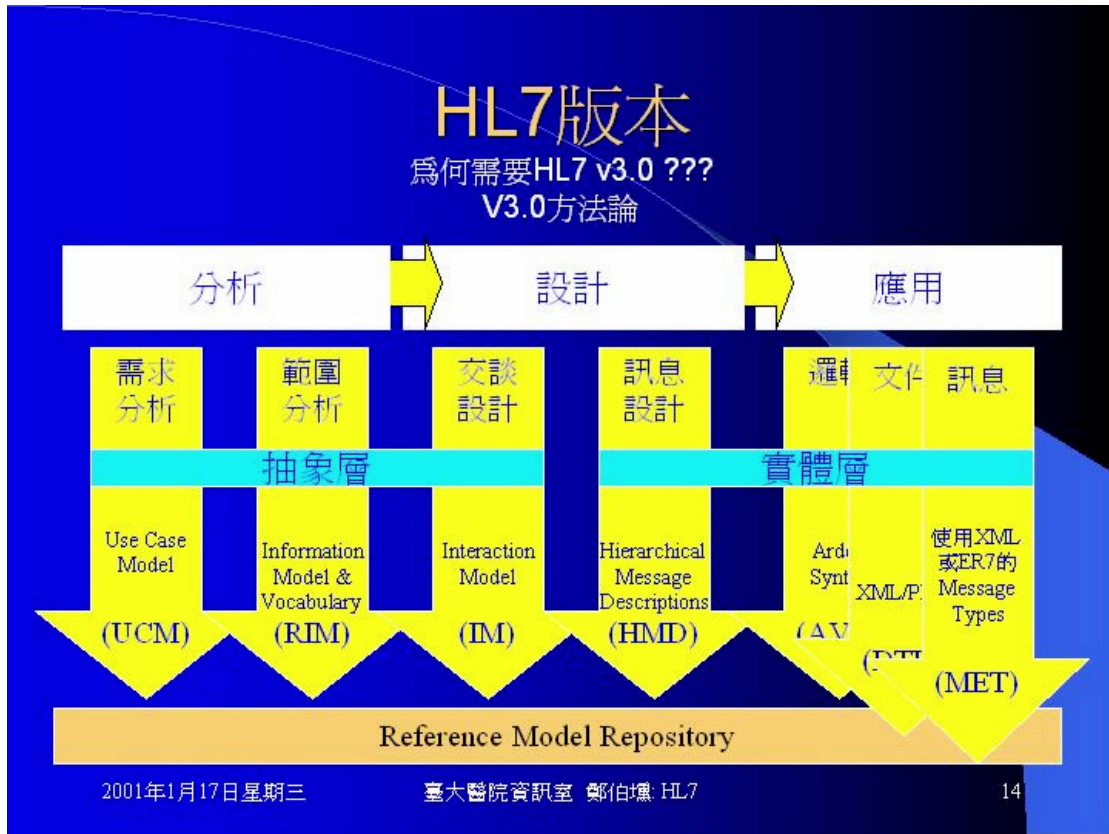 HL7版本
爲何需要HL7 v3.0 ???
V3.0方法論
分析
設計
應用
需求
分析
範圍
分析
交談
設計
訊息
設計
文件
訊息
抽象層
實體層
Use Case
Model
(UCM)
Information
Model &
Vocabulary
(RIM)
Interaction
Model
(IM)
Hierarchical
Message
Descriptions
(HMD)
XML/P
使用XML
或ER7的
Message
Types
(MET)
Reference Model Repository
2001年1月17日星期三
臺大醫院資訊室 鄭伯壎: HL7
14